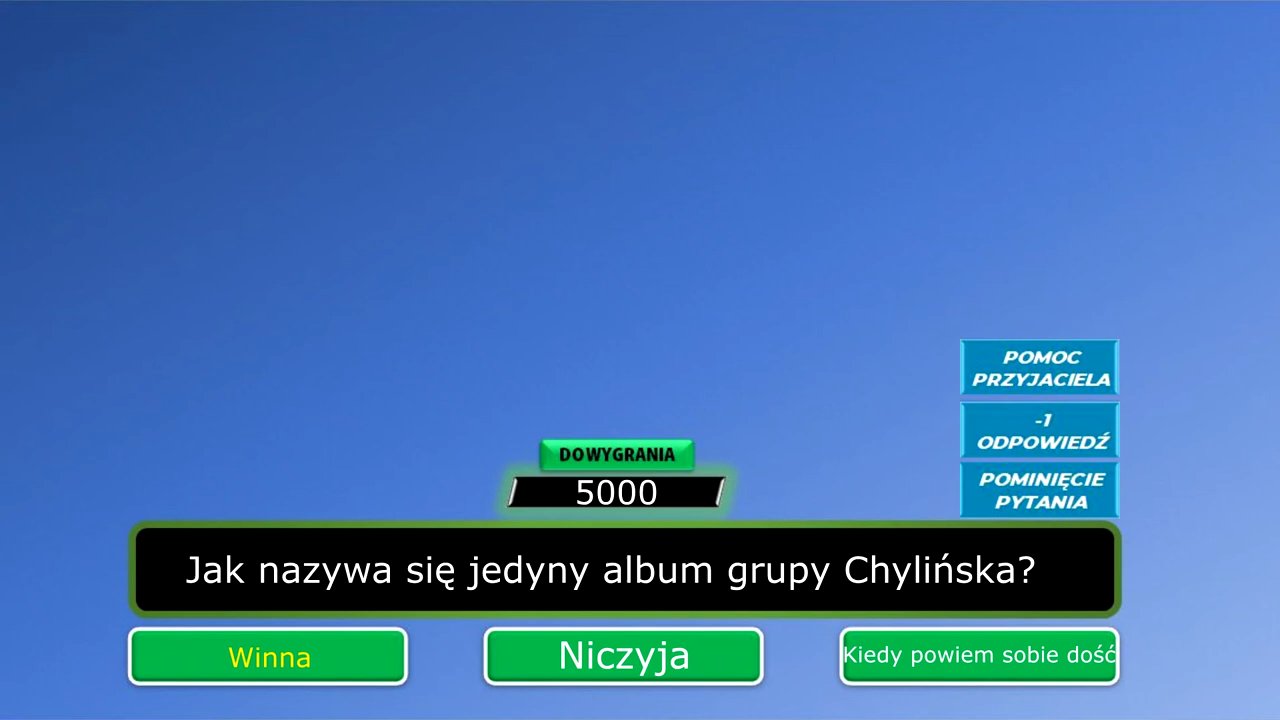 POMOC
PRZYJACIELA
-1
ODPOWIEDŹ
POMINIĘCIE
PYTANIA
DOWYGRANIA
5000
Jak nazywa się jedyny album grupy Chylińska?
Winna
Niczyja
Kiedy powiem sobie dość